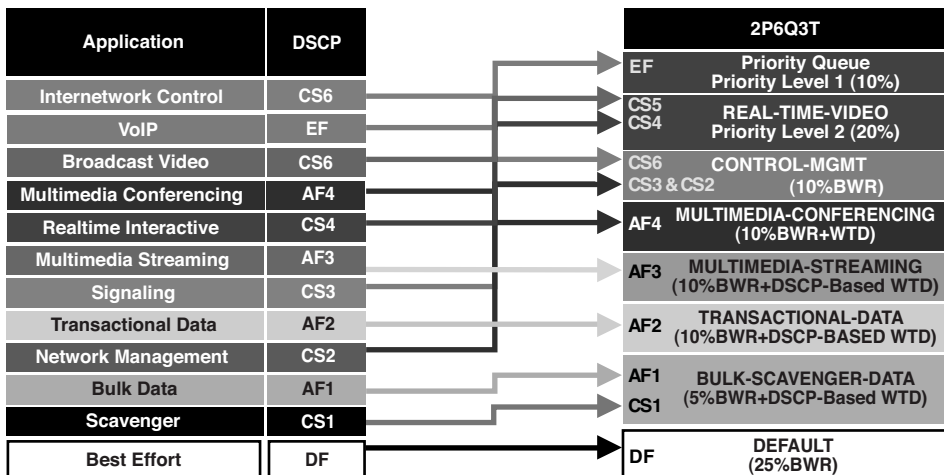 Application DSCP
Internetwork Control CS6
VoIP EF
Broadcast Video CS6
Multimedia Conferencing AF4
Realtime Interactive CS4
Multimedia Streaming AF3
Signaling CS3
Transactional Data AF2
Network Management CS2
Bulk Data AF1
Scavenger CS1
Best Effort DF
2P6Q3T
EF Priority Queue
Priority Level 1 (10%)
CS5
CS4
REAL-TIME-VIDEO
Priority Level 2 (20%)
CS6 CONTROL-MGMT
CS3 & CS2 (10%BWR)
AF4 MULTIMEDIA-CONFERENCING
(10%BWR+WTD)
AF3 MULTIMEDIA-STREAMING
(10%BWR+DSCP-Based WTD)
AF2 TRANSACTIONAL-DATA
(10%BWR+DSCP-BASED WTD)
AF1
CS1
BULK-SCAVENGER-DATA
(5%BWR+DSCP-Based WTD)
DF DEFAULT
(25%BWR)